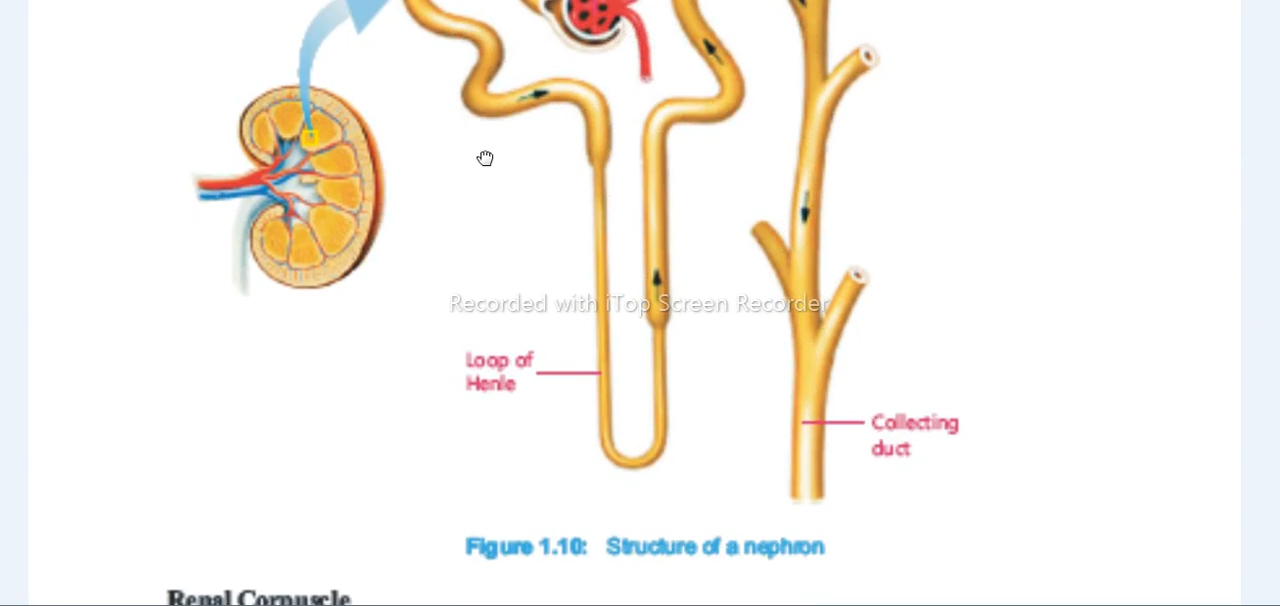 Recorded with iTop Screen Recorder
Loop of
Henle
Collecting
duct
Figure 1.10: Structure of a nephron
Renal Corpuscle